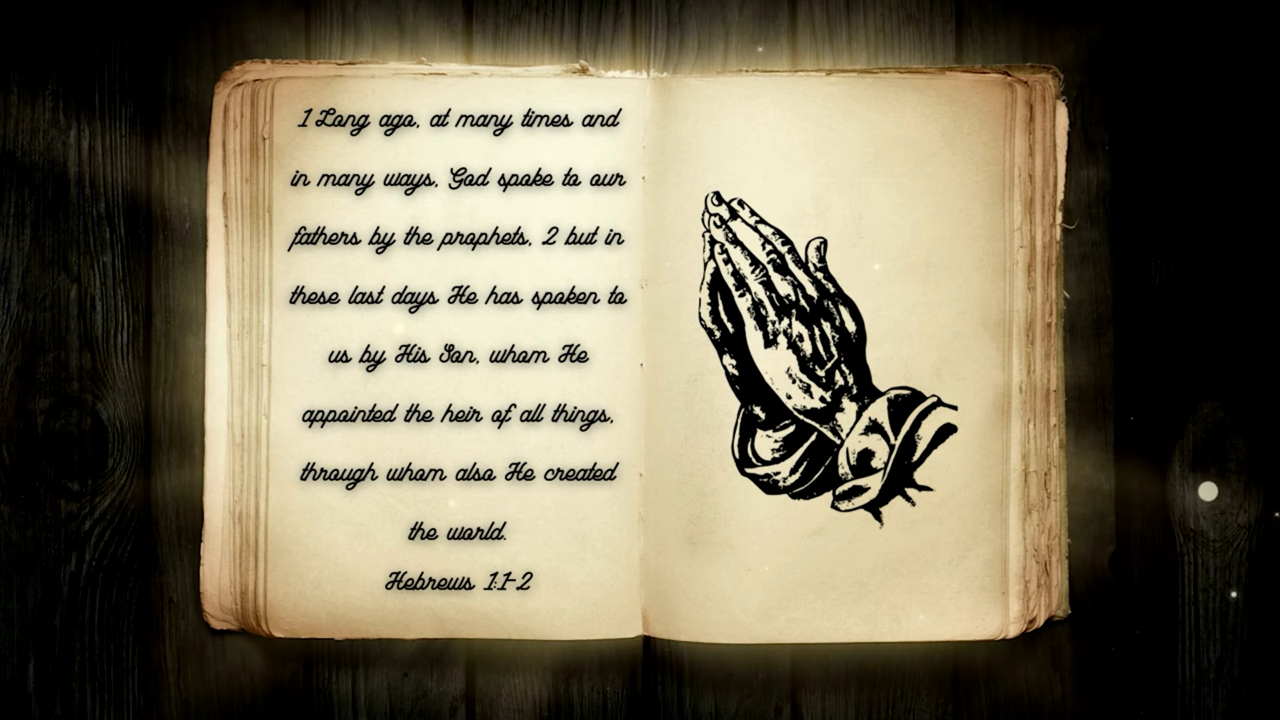 1 Long ago, at many times and
in many ways, God spoke to our
fathers by the prophets, 2 but in
these last days He has spoken to
us by His Son, whom He
appointed the heir of all things,
through whom also He created
the world.
Hebrews 1:1-2